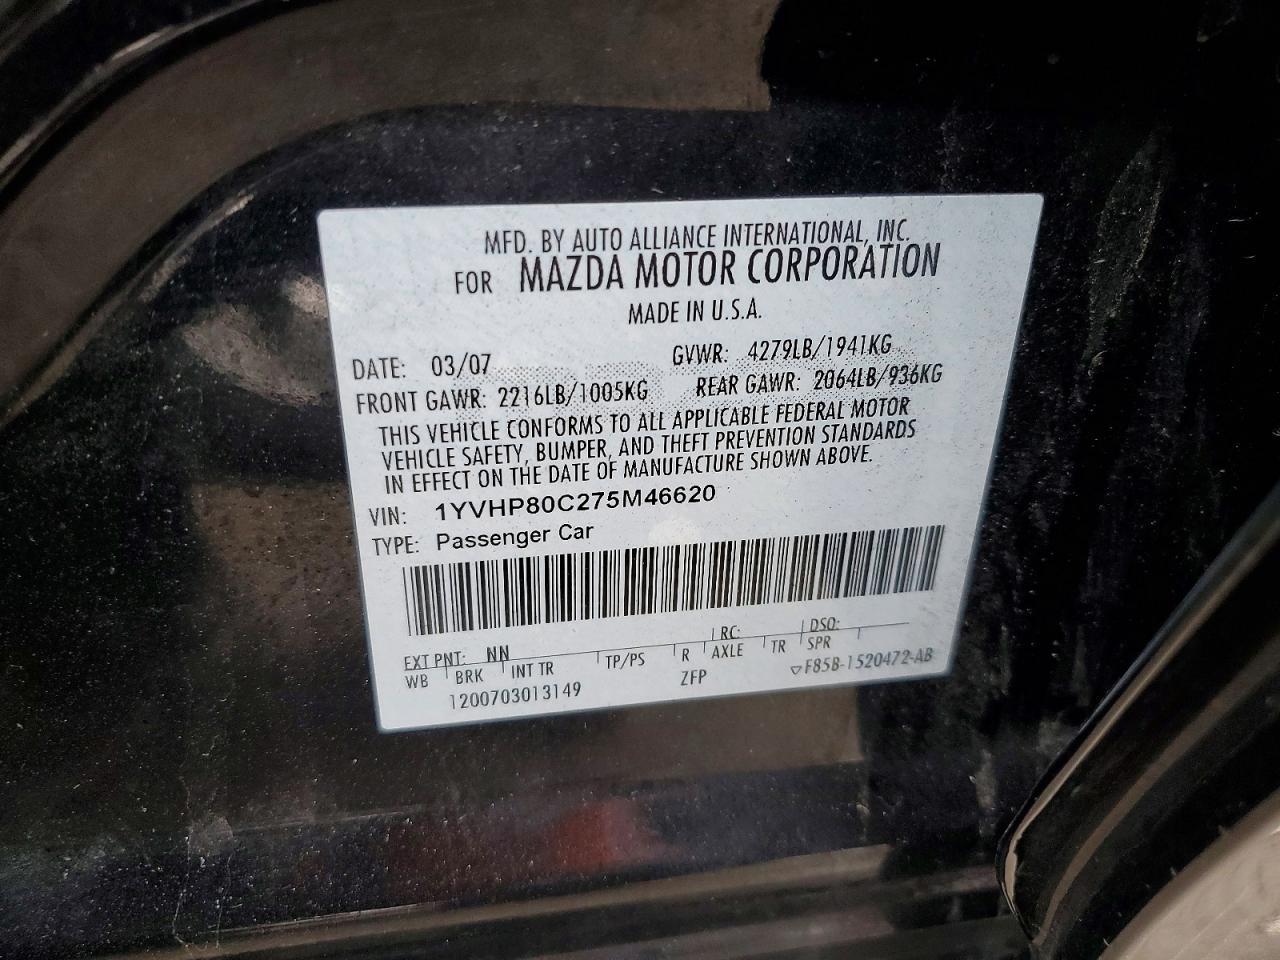 MFD. BY AUTO ALLIANCE INTERNATIONAL, INC.
FOR MAZDA MOTOR CORPORATION
MADE IN U.S.A.
DATE: 03/07 GVWR: 4279LB/1941KG
FRONT GAWR: 2216LB/1005KG REAR GAWR: 2064LB/936KG
THIS VEHICLE CONFORMS TO ALL APPLICABLE FEDERAL MOTOR
VEHICLE SAFETY, BUMPER, AND THEFT PREVENTION STANDARDS
IN EFFECT ON THE DATE OF MANUFACTURE SHOWN ABOVE.
VIN: 1YVHP80C275M46620
TYPE: Passenger Car
EXT PNT: NN RC: DSO:
WB BRK INT TR TP/PS R AXLE TR SPR
1200703013149 ZFP ▽F85B-1520472-AB